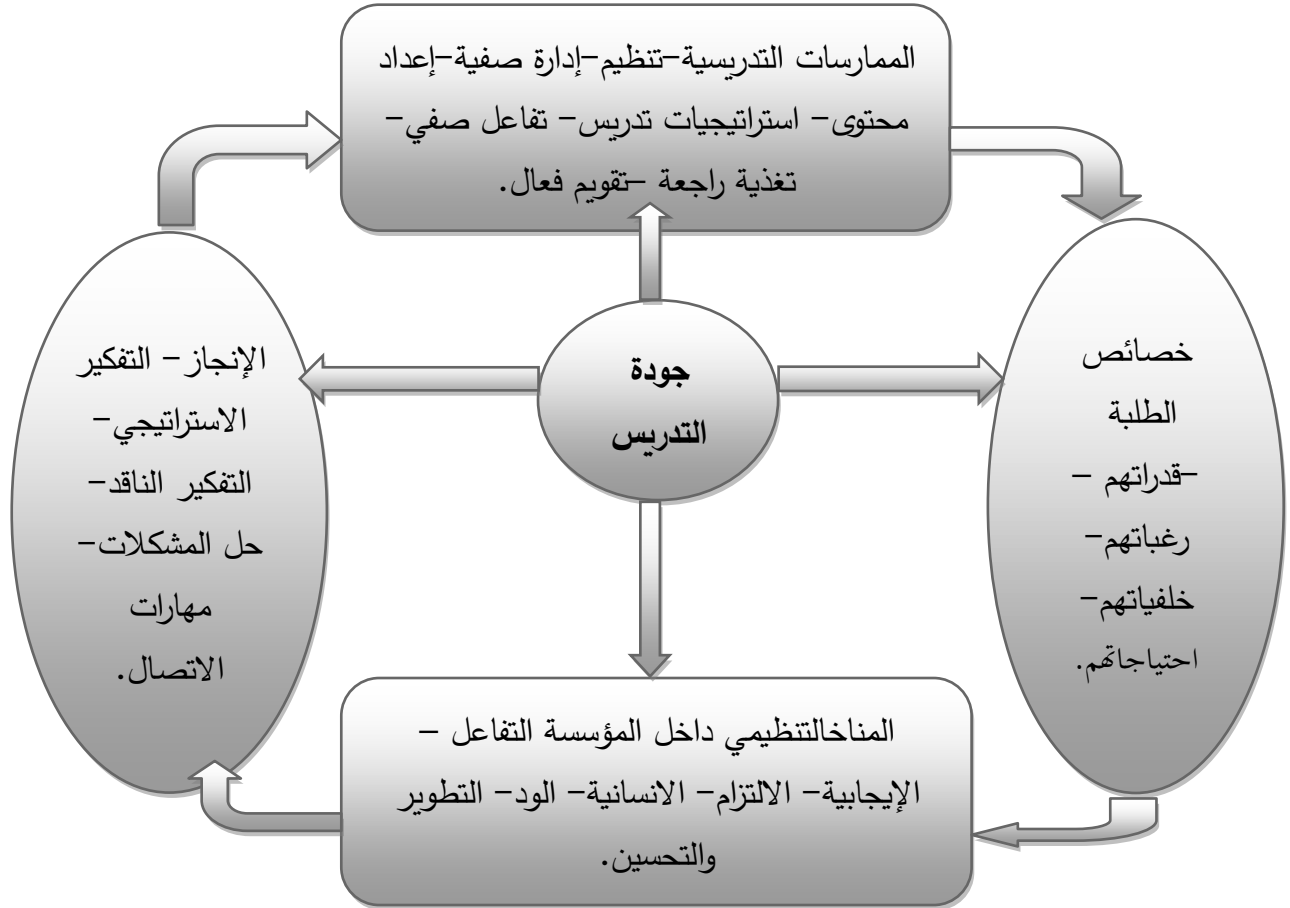 الممارسات التدريسية–تنظيم–إدارة صفية–إعداد
محتوى– استراتيجيات تدريس– تفاعل صفي–
تغذية راجعة –تقويم فعال.
خصائص
الطلبة
–قدراتهم –
رغباتهم–
خلفياتهم–
احتياجاتهم.
جودة
التدريس
الإنجاز – التفكير
الاستراتيجي–
التفكير الناقد–
حل المشكلات–
مهارات
الاتصال.
المناخالتنظيمي داخل المؤسسة التفاعل –
الإيجابية– الالتزام– الانسانية– الود– التطوير
والتحسين.